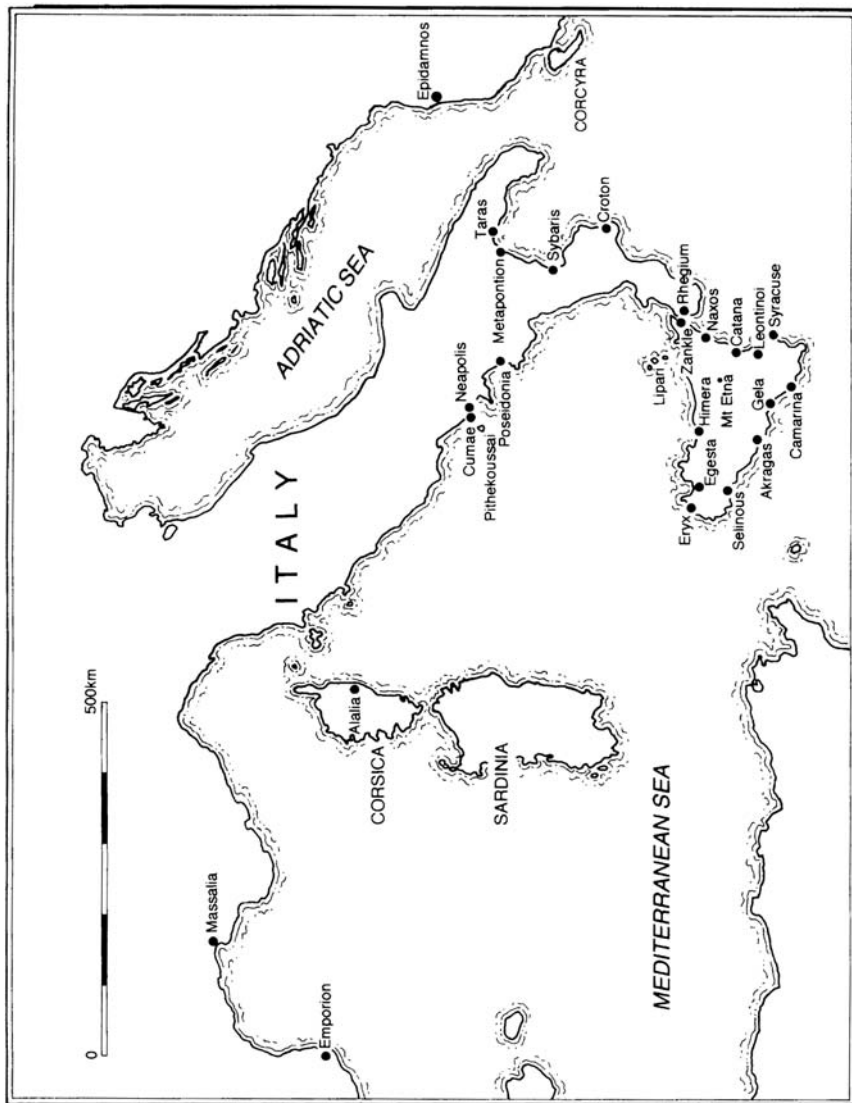 0
500km
Massalia
Emporion
CORSICA
Alalia
SARDINIA
ITALY
ADRIATIC SEA
Epidamnos
CORCYRA
Taras
Metapontion
Sybaris
Croton
Neapolis
Cumae
Pithekoussai
Poseidonia
Lipari
Rhegium
Zankle
Naxos
Catana
Leontinoi
Syracuse
Mt Etna
Himera
Egesta
Eryx
Selinous
Akragas
Gela
Camarina
MEDITERRANEAN SEA